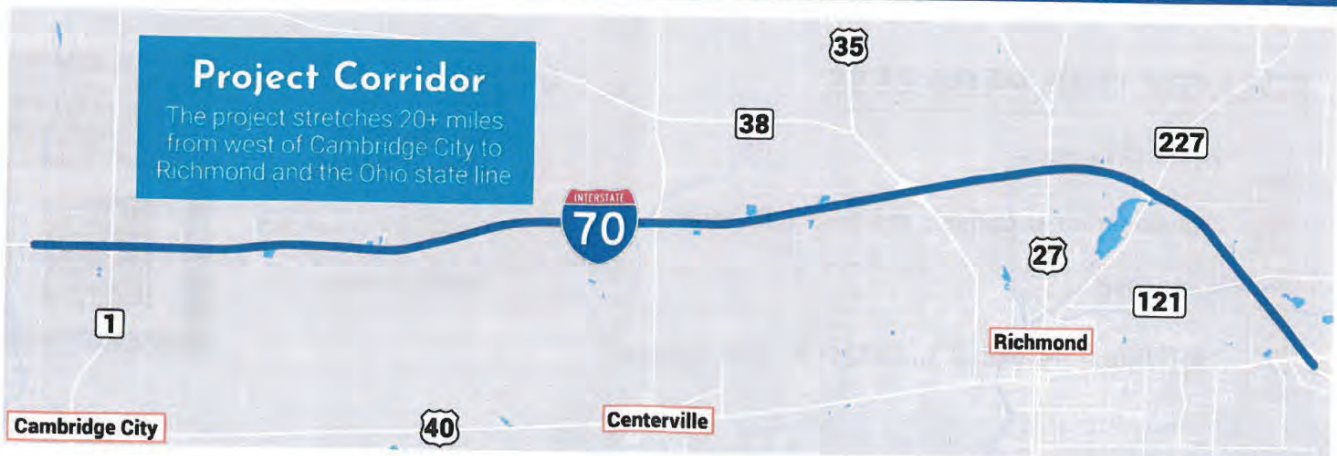 Project Corridor
The project stretches 20+ miles
from west of Cambridge City to
Richmond and the Ohio state line
35
38
227
INTERSTATE
70
27
121
1
Richmond
Cambridge City
40
Centerville